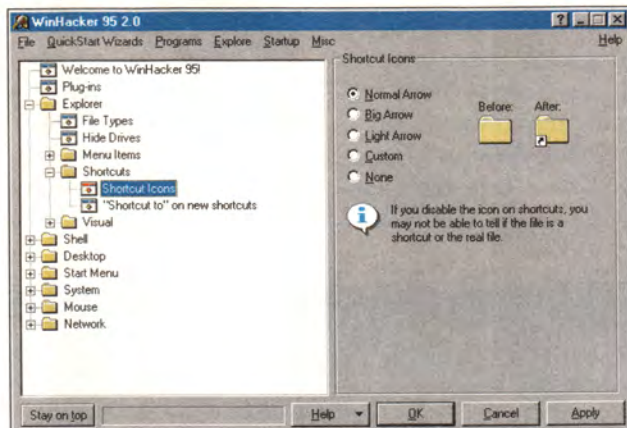 WinHacker 95 2.0
File QuickStart Wizards Programs Explore Startup Misc Help
Welcome to WinHacker 95!
Plug-ins
Explorer
File Types
Hide Drives
Menu Items
Shortcuts
Shortcut Icons
"Shortcut to" on new shortcuts
Visual
Shell
Desktop
Start Menu
System
Mouse
Network
Shortcut Icons
Normal Arrow
Big Arrow
Light Arrow
Custom
None
Before: After:
If you disable the icon on shortcuts, you
may not be able to tell if the file is a
shortcut or the real file.
Stay on top Help OK Cancel Apply